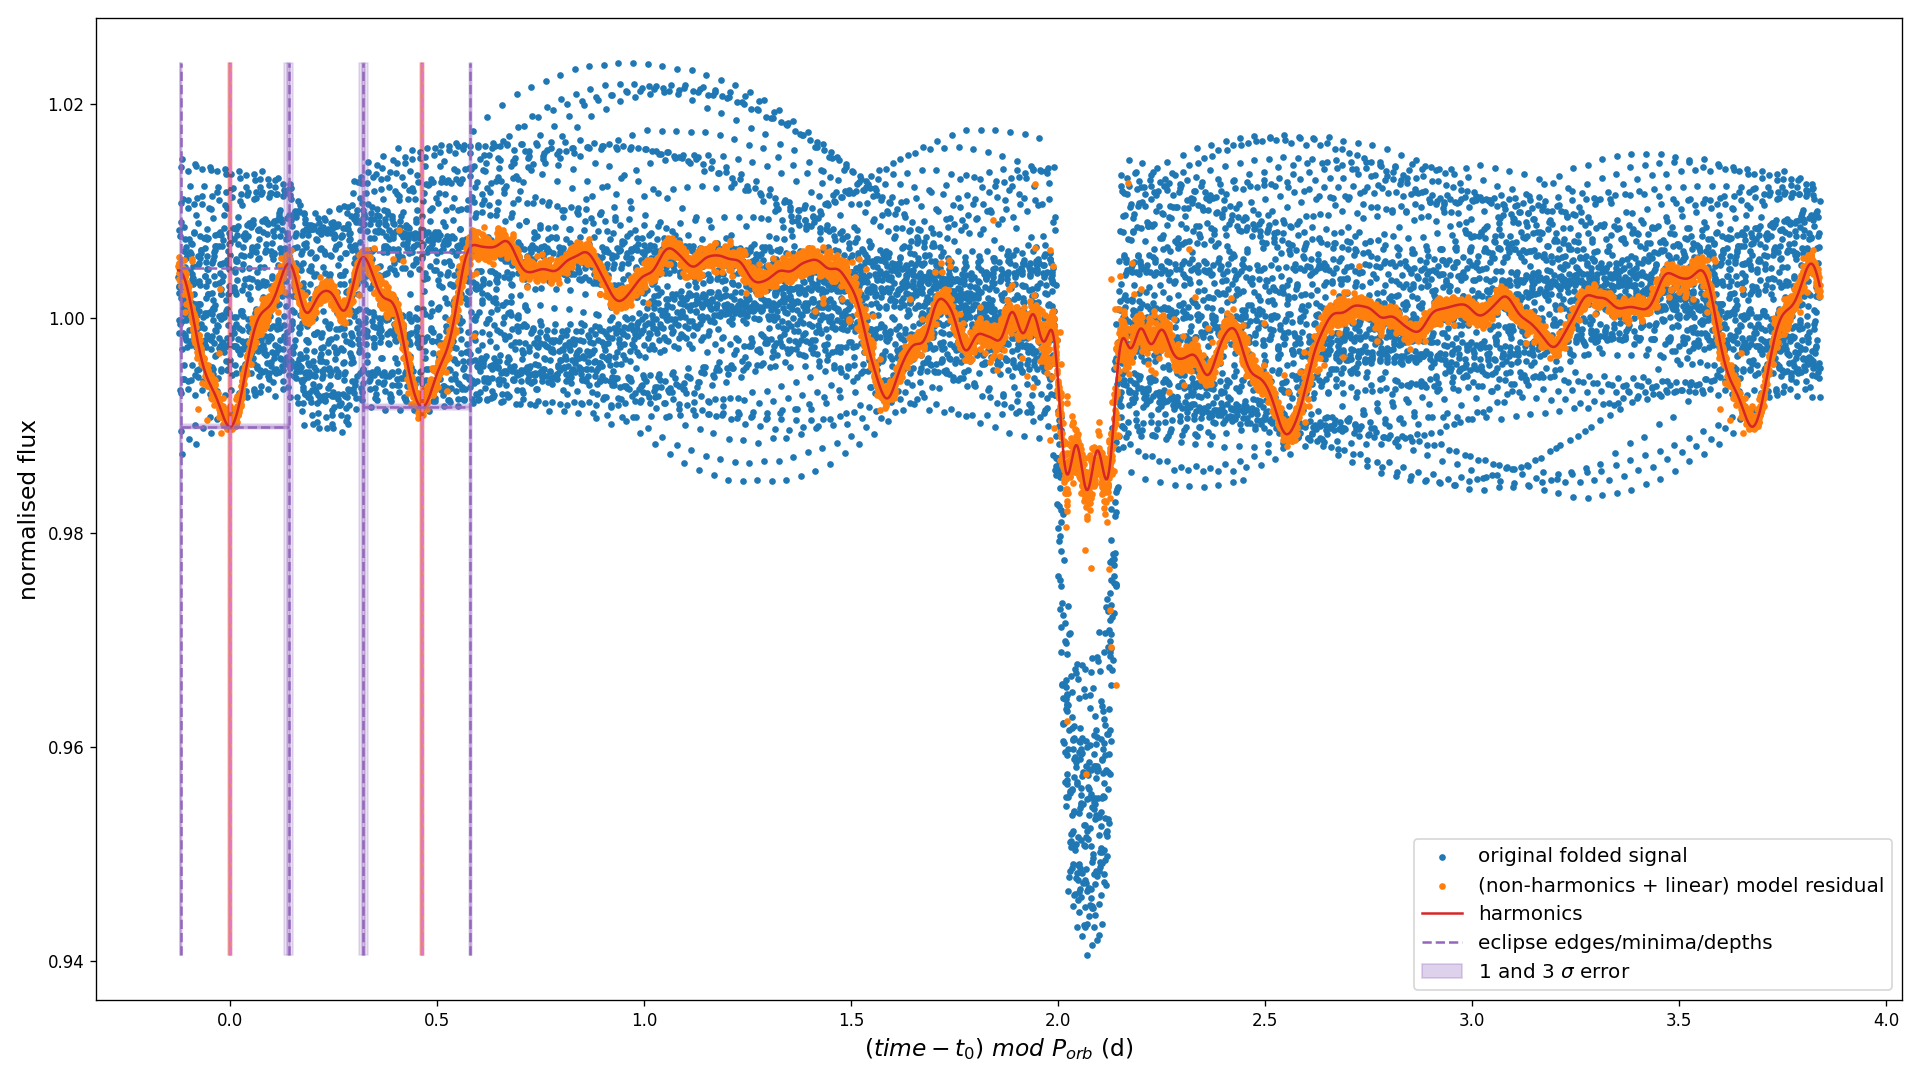 1.02
1.00
0.98
0.96
0.94
normalised flux
0.0 0.5 1.0 1.5 2.0 2.5 3.0 3.5 4.0
(time − t₀) mod Pₒᵣb (d)
original folded signal
(non-harmonics + linear) model residual
harmonics
eclipse edges/minima/depths
1 and 3 σ error